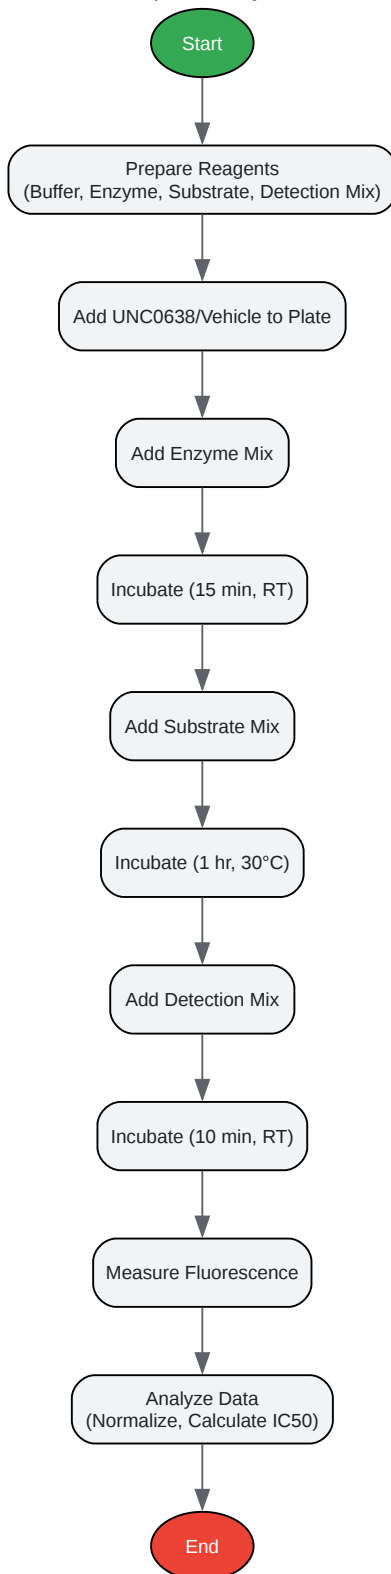 Start
Prepare Reagents
(Buffer, Enzyme, Substrate, Detection Mix)
Add UNC0638/Vehicle to Plate
Add Enzyme Mix
Incubate (15 min, RT)
Add Substrate Mix
Incubate (1 hr, 30°C)
Add Detection Mix
Incubate (10 min, RT)
Measure Fluorescence
Analyze Data
(Normalize, Calculate IC50)
End